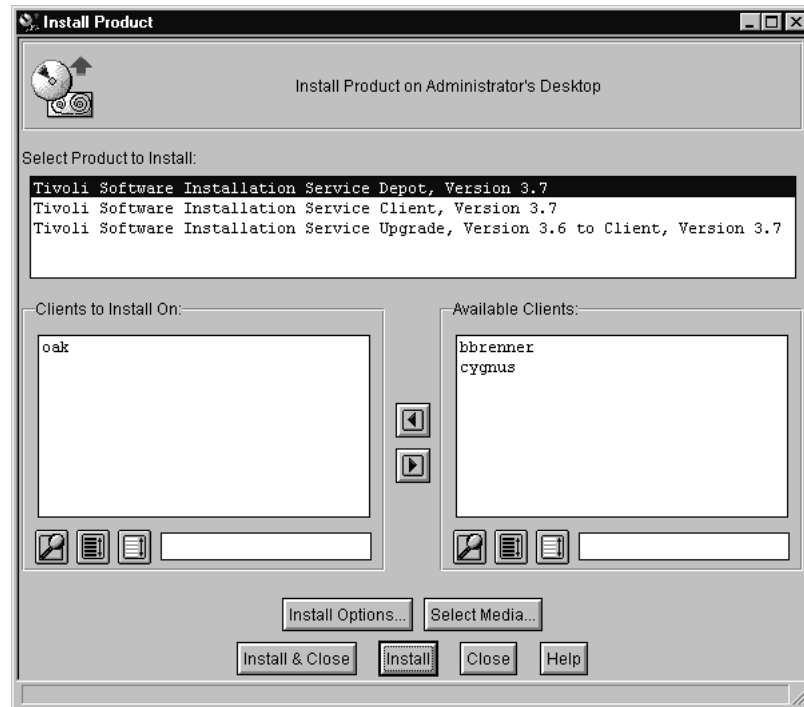 Install Product
Install Product on Administrator's Desktop
Select Product to Install:
Tivoli Software Installation Service Depot, Version 3.7
Tivoli Software Installation Service Client, Version 3.7
Tivoli Software Installation Service Upgrade, Version 3.6 to Client, Version 3.7
Clients to Install On:
oak
Available Clients:
bbrenner
cygnus
Install Options... Select Media...
Install & Close Install Close Help